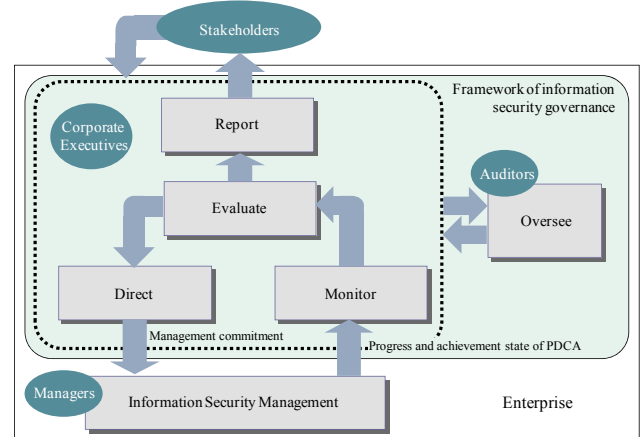 Stakeholders
Framework of information
security governance
Corporate
Executives
Report
Auditors
Evaluate
Oversee
Direct
Monitor
Management commitment
Progress and achievement state of PDCA
Managers
Information Security Management
Enterprise